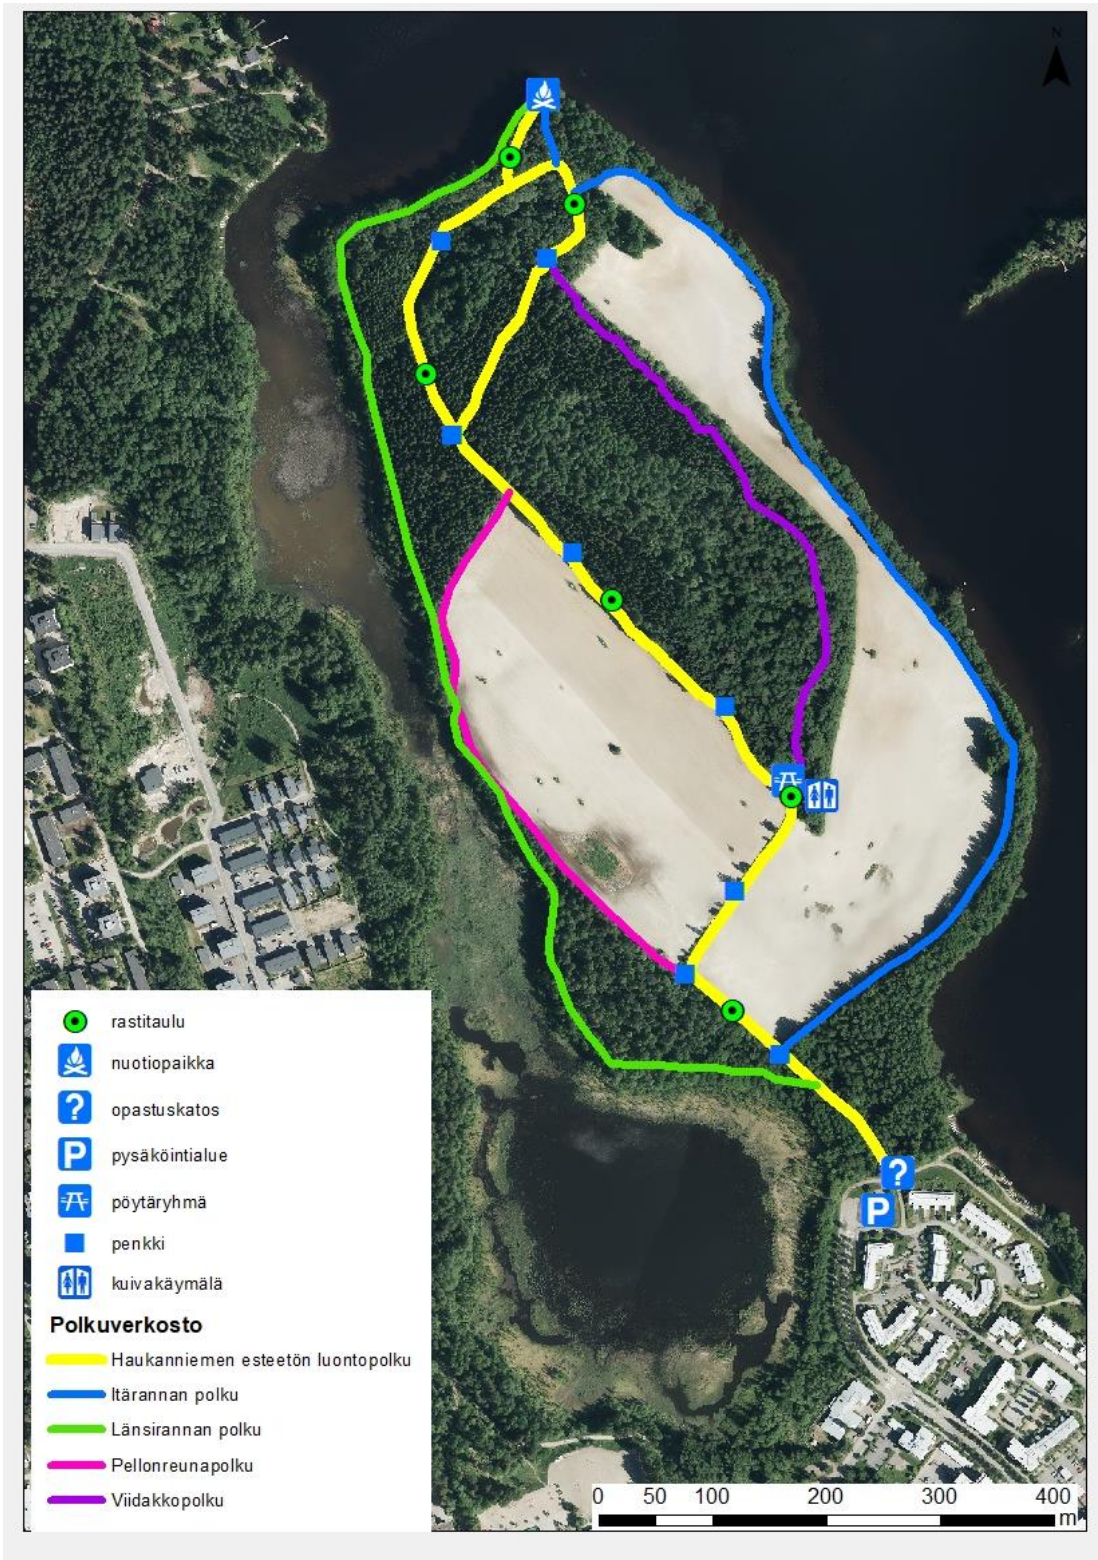 N
?
P
rastitaulu
nuotiopaikka
? opastuskatos
P pysäköintialue
pöytäryhmä
penkki
kuivakäymälä
Polkuverkosto
Haukanniemen esteetön luontopolku
Itärannan polku
Länsirannan polku
Pellonreunapolku
Viidakkopolku
0 50 100 200 300 400
m